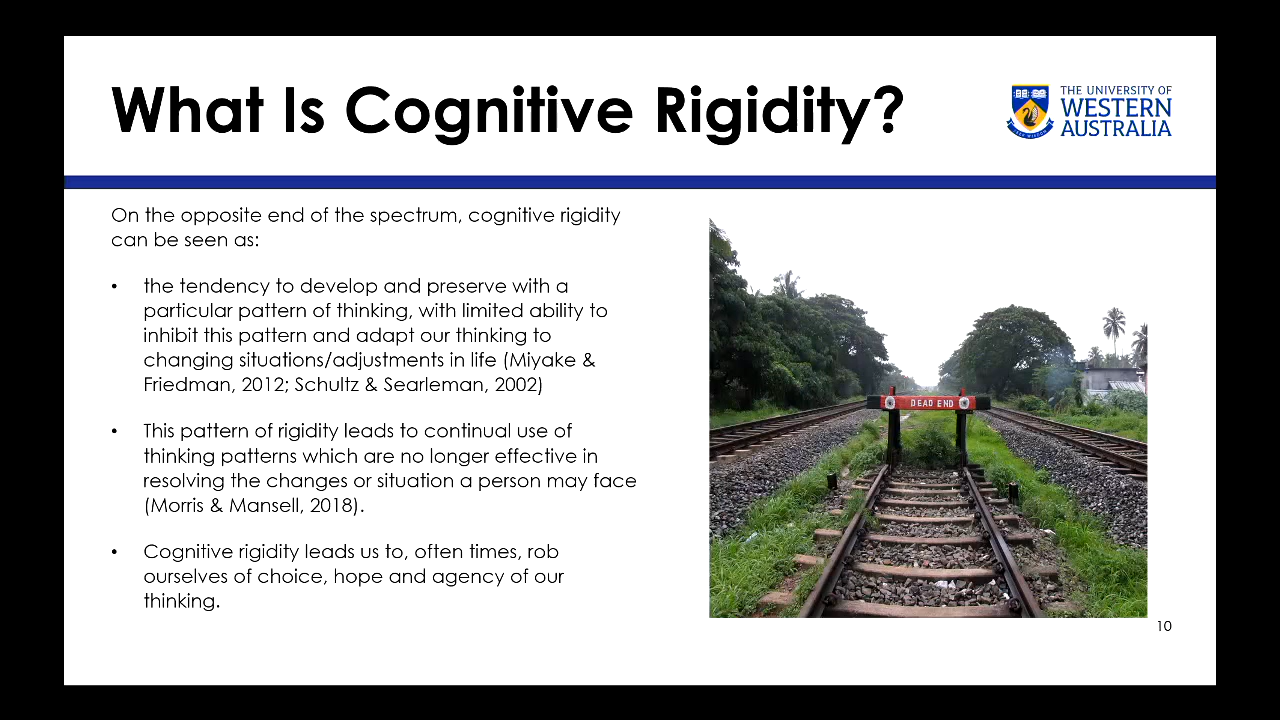 What Is Cognitive Rigidity?
THE UNIVERSITY OF
WESTERN
AUSTRALIA
On the opposite end of the spectrum, cognitive rigidity
can be seen as:
• the tendency to develop and preserve with a
particular pattern of thinking, with limited ability to
inhibit this pattern and adapt our thinking to
changing situations/adjustments in life (Miyake &
Friedman, 2012; Schultz & Searleman, 2002)
• This pattern of rigidity leads to continual use of
thinking patterns which are no longer effective in
resolving the changes or situation a person may face
(Morris & Mansell, 2018).
• Cognitive rigidity leads us to, often times, rob
ourselves of choice, hope and agency of our
thinking.
DEAD END
10